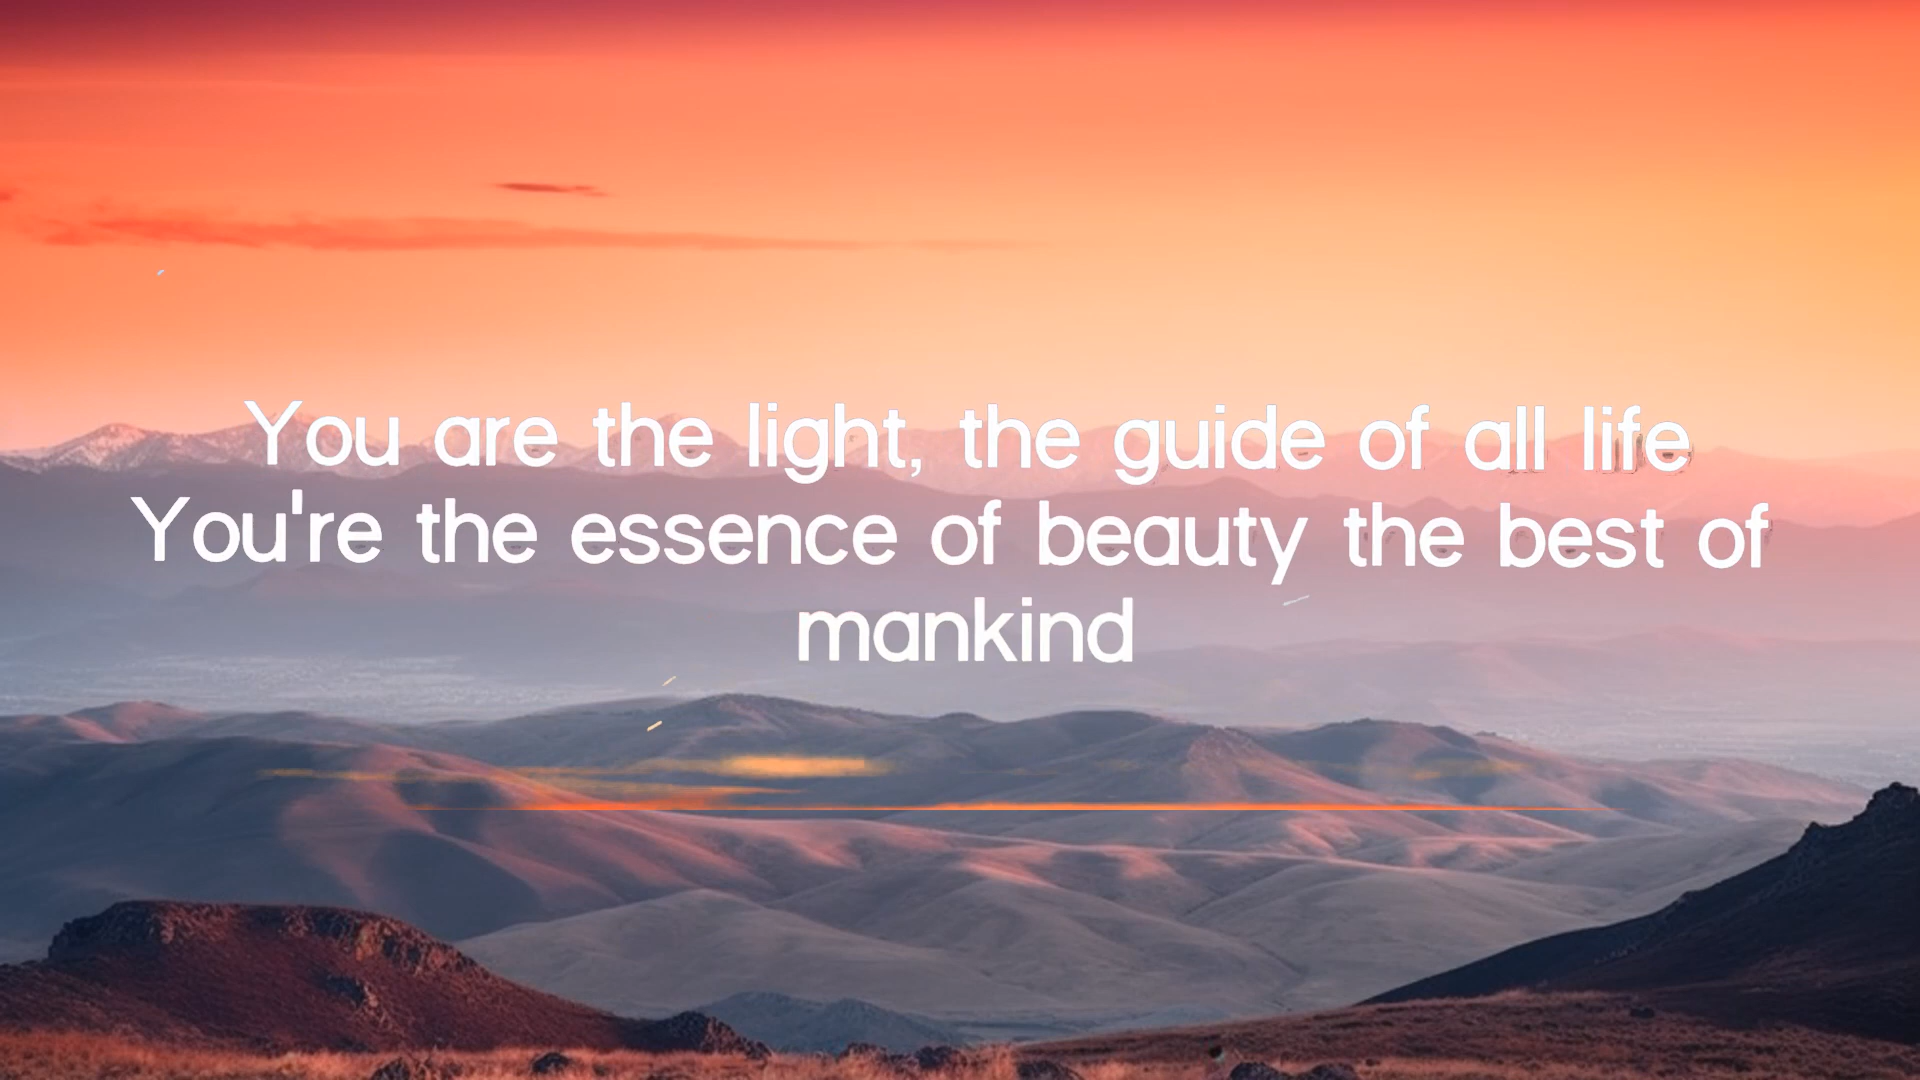 You are the light, the guide of all life
You're the essence of beauty the best of
mankind